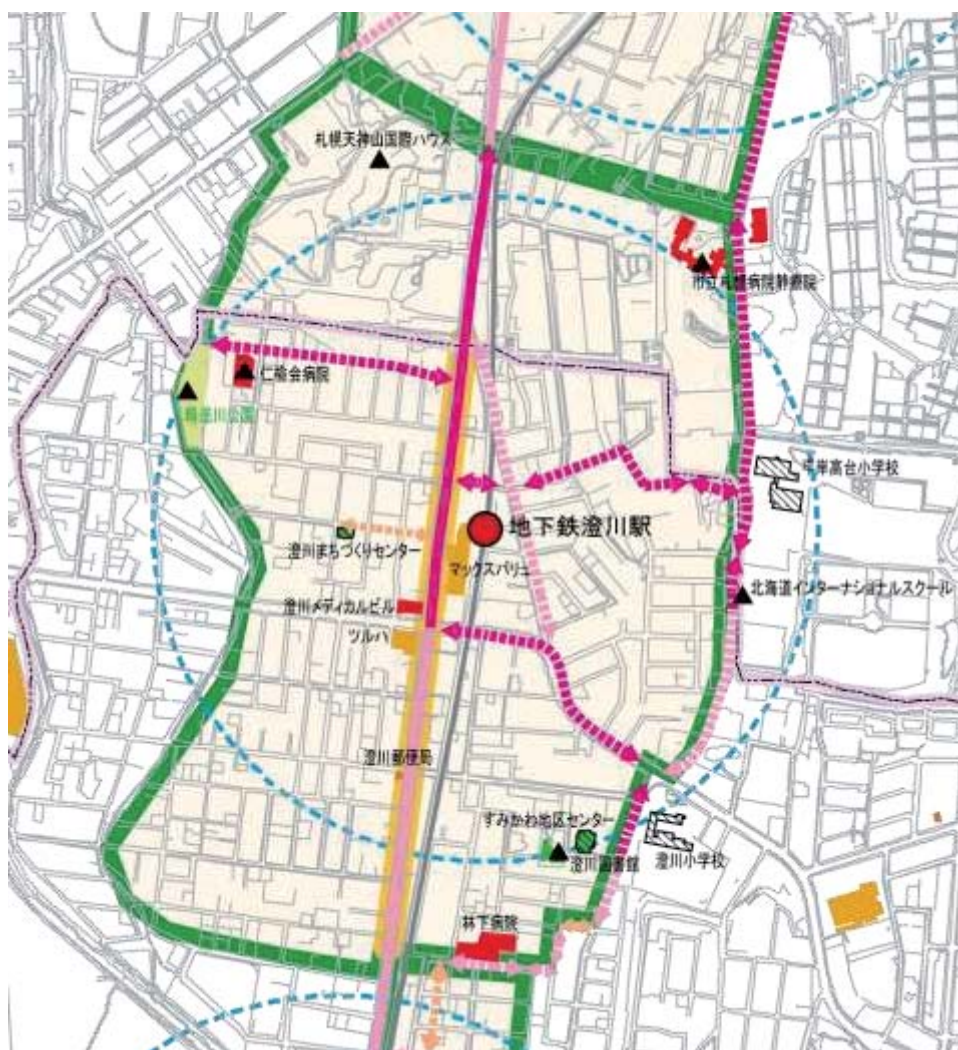 札幌天神山国際ハウス
市立札幌病院静療院
仁楡会病院
精進川公園
平岸高台小学校
地下鉄澄川駅
澄川まちづくりセンター
マックスバリュ
北海道インターナショナルスクール
澄川メディカルビル
ツルハ
澄川郵便局
すみかわ地区センター
澄川図書館
澄川小学校
林下病院